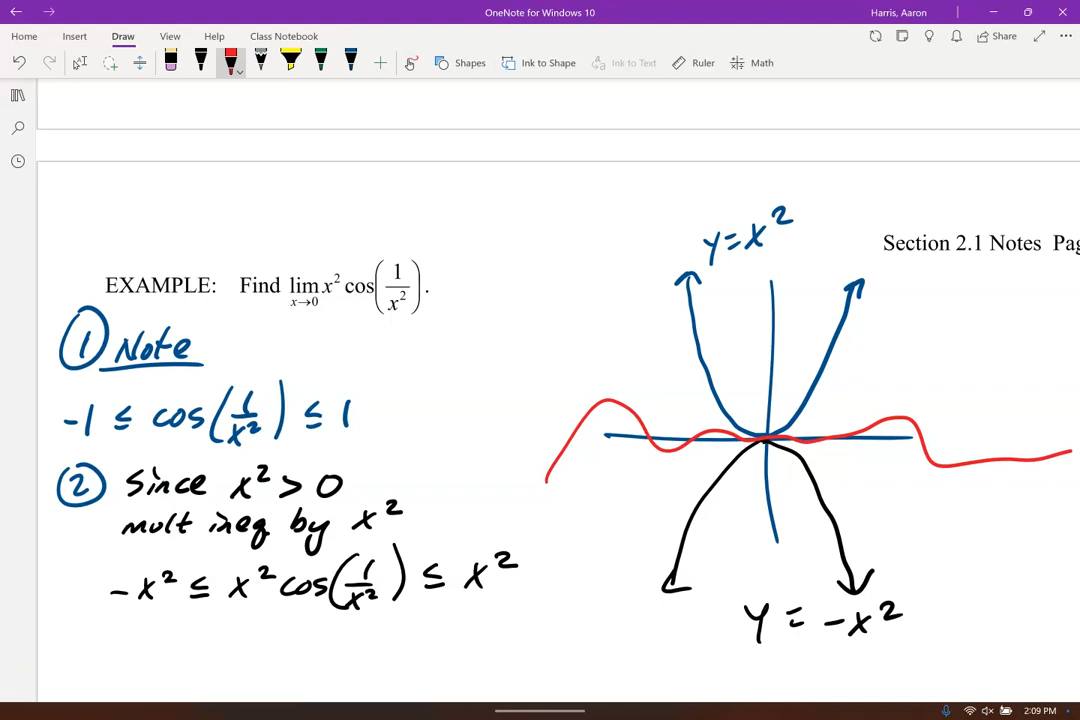 OneNote for Windows 10
Harris, Aaron
Home Insert Draw View Help Class Notebook
Share
Shapes Ink to Shape Ink to Text Ruler Math
y=x²
Section 2.1 Notes Pag
EXAMPLE: Find lim x→0 x² cos(1/x²).
① Note
-1 ≤ cos(1/x²) ≤ 1
② Since x² > 0
mult ineq by x²
-x² ≤ x² cos(1/x²) ≤ x²
y = -x²
2:09 PM